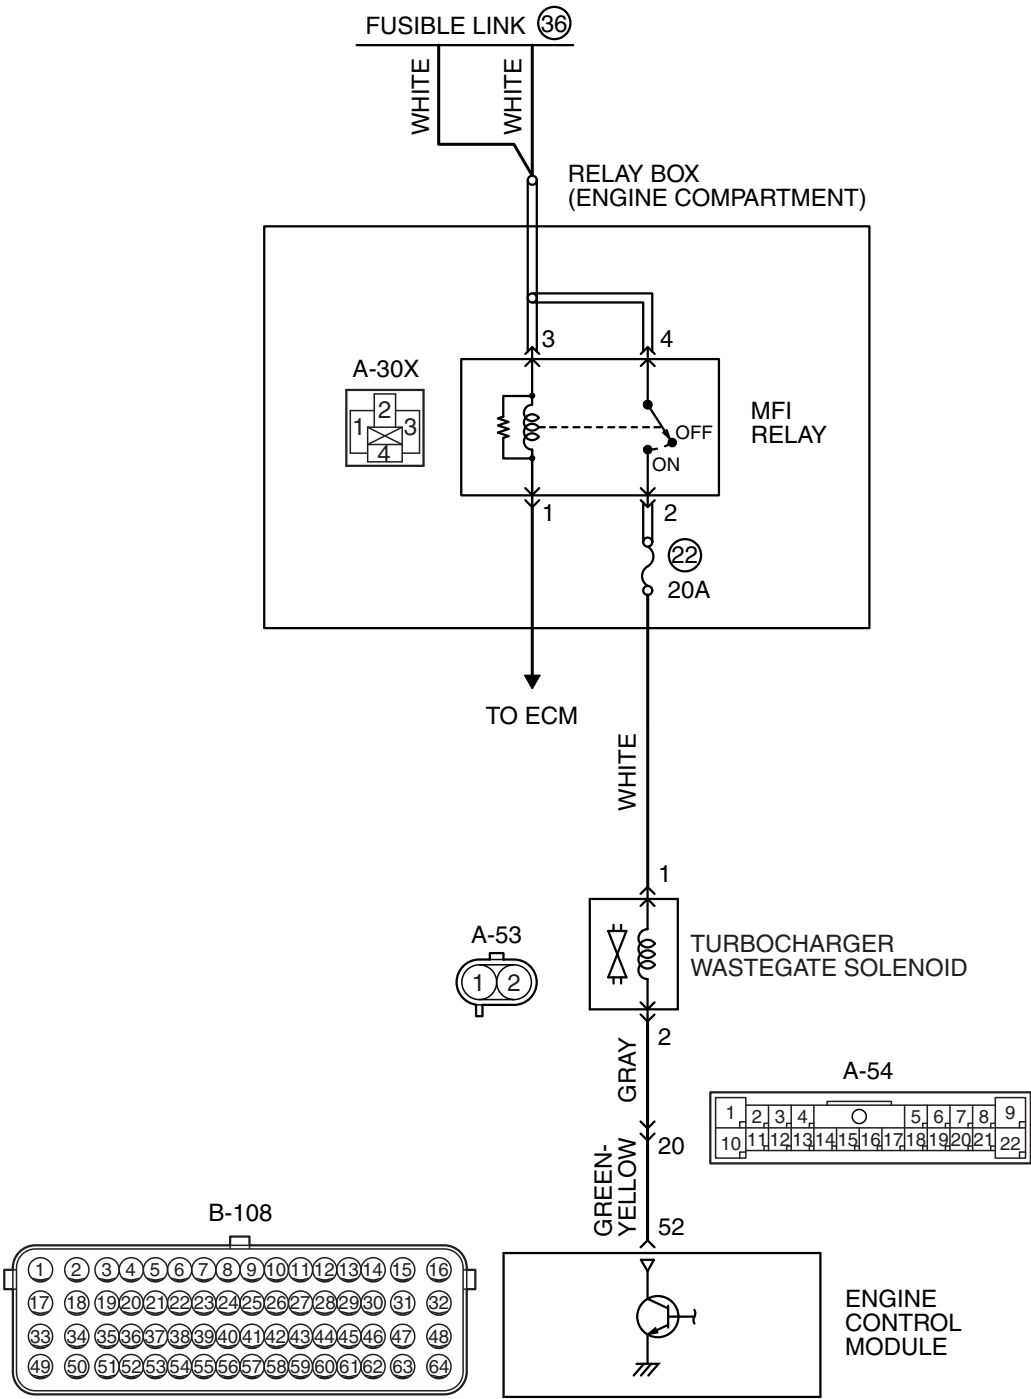 FUSIBLE LINK 36
WHITE
WHITE
RELAY BOX
(ENGINE COMPARTMENT)
3
4
A-30X
2
1 3
4
MFI
RELAY
OFF
ON
1
2
22
20A
TO ECM
WHITE
1
A-53
1 2
TURBOCHARGER
WASTEGATE SOLENOID
2
GRAY
A-54
1 2 3 4 5 6 7 8 9
10 11 12 13 14 15 16 17 18 19 20 21 22
20
GREEN-
YELLOW
52
B-108
1 2 3 4 5 6 7 8 9 10 11 12 13 14 15 16
17 18 19 20 21 22 23 24 25 26 27 28 29 30 31 32
33 34 35 36 37 38 39 40 41 42 43 44 45 46 47 48
49 50 51 52 53 54 55 56 57 58 59 60 61 62 63 64
ENGINE
CONTROL
MODULE